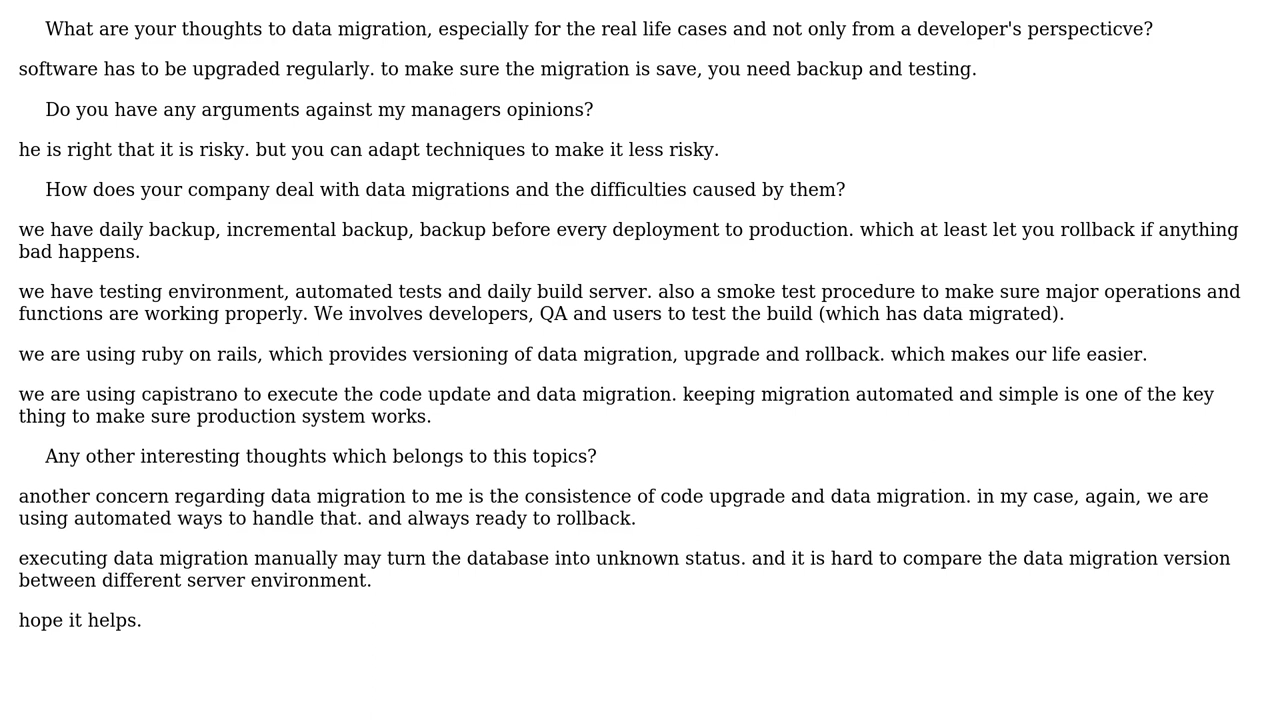 What are your thoughts to data migration, especially for the real life cases and not only from a developer's perspecticve?
software has to be upgraded regularly. to make sure the migration is save, you need backup and testing.
Do you have any arguments against my managers opinions?
he is right that it is risky. but you can adapt techniques to make it less risky.
How does your company deal with data migrations and the difficulties caused by them?
we have daily backup, incremental backup, backup before every deployment to production. which at least let you rollback if anything
bad happens.
we have testing environment, automated tests and daily build server. also a smoke test procedure to make sure major operations and
functions are working properly. We involves developers, QA and users to test the build (which has data migrated).
we are using ruby on rails, which provides versioning of data migration, upgrade and rollback. which makes our life easier.
we are using capistrano to execute the code update and data migration. keeping migration automated and simple is one of the key
thing to make sure production system works.
Any other interesting thoughts which belongs to this topics?
another concern regarding data migration to me is the consistence of code upgrade and data migration. in my case, again, we are
using automated ways to handle that. and always ready to rollback.
executing data migration manually may turn the database into unknown status. and it is hard to compare the data migration version
between different server environment.
hope it helps.